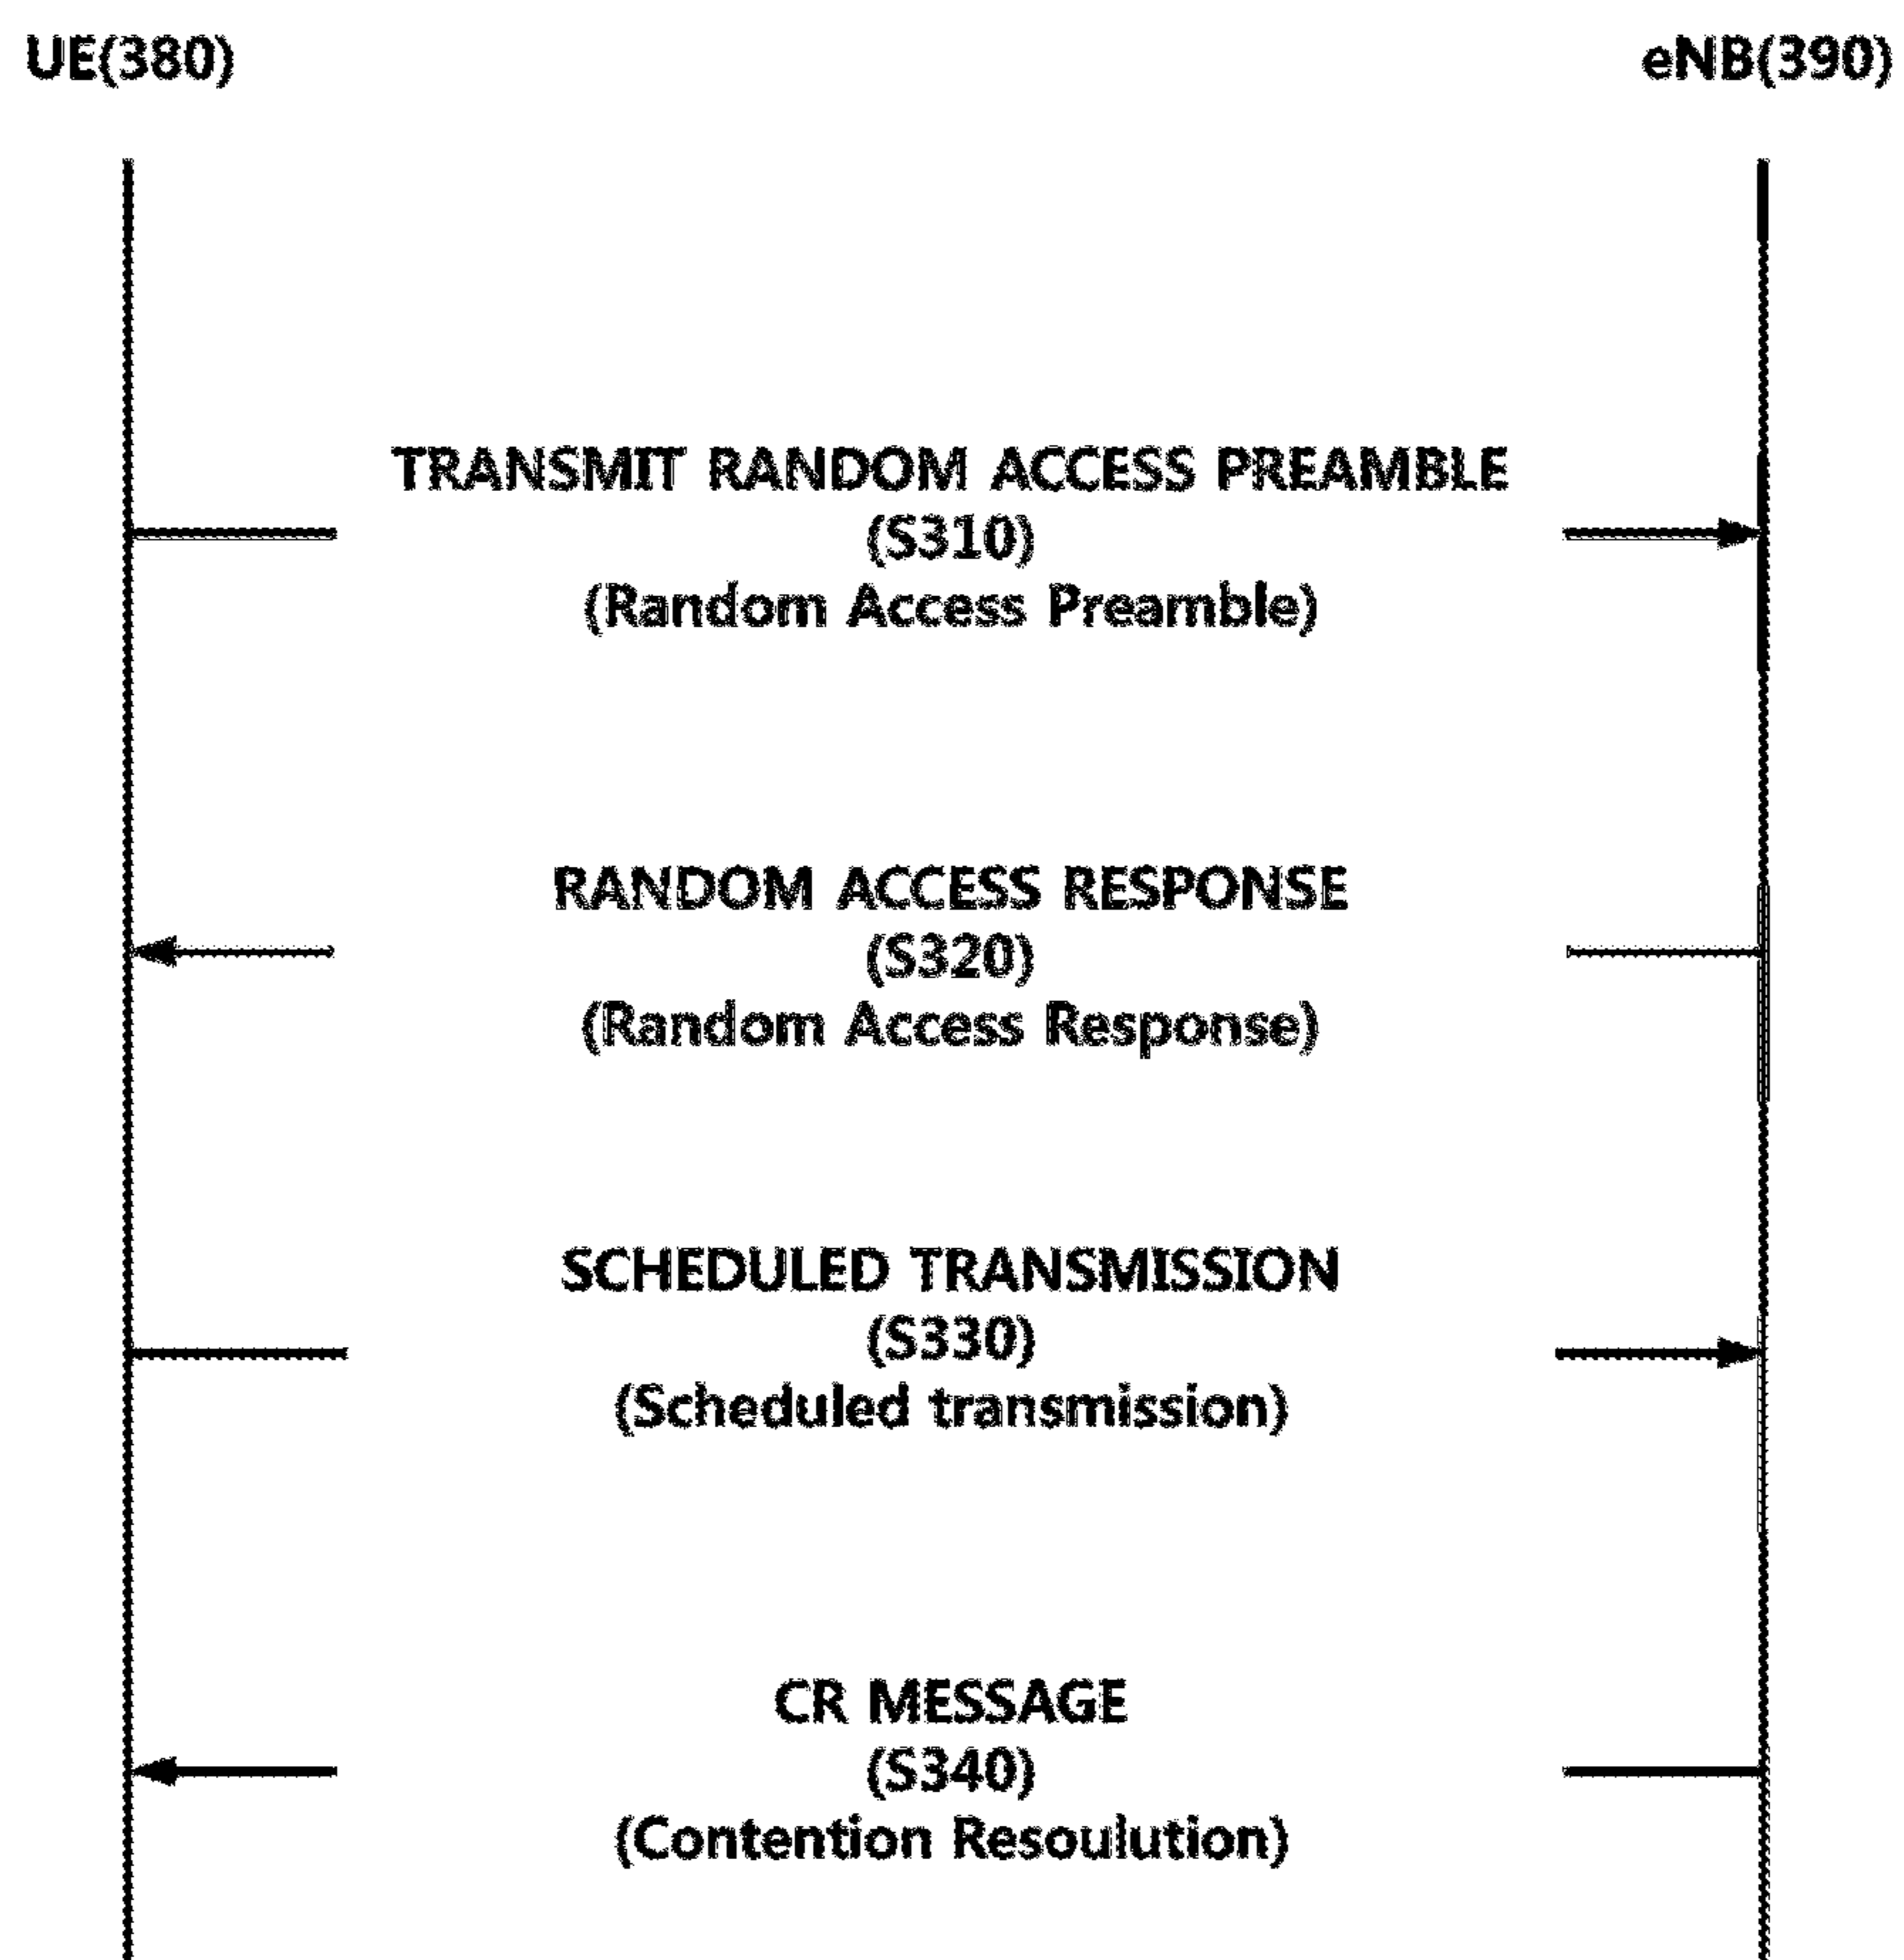 UE(380)
eNB(390)
TRANSMIT RANDOM ACCESS PREAMBLE
(S310)
(Random Access Preamble)
RANDOM ACCESS RESPONSE
(S320)
(Random Access Response)
SCHEDULED TRANSMISSION
(S330)
(Scheduled transmission)
CR MESSAGE
(S340)
(Contention Resoulution)